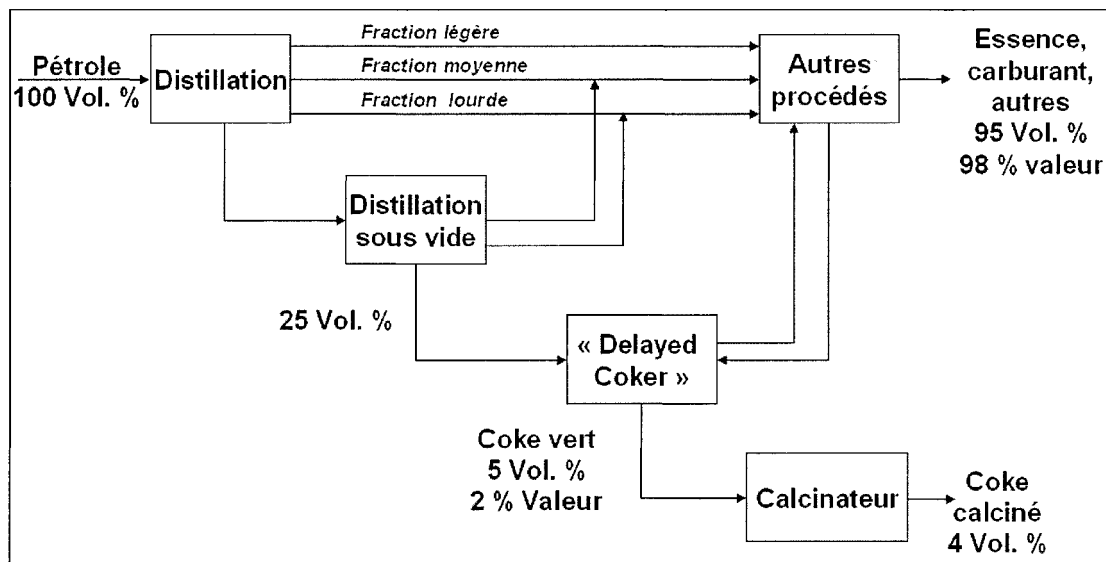 Pétrole
100 Vol. %
Distillation
Fraction légère
Fraction moyenne
Fraction lourde
Autres
procédés
Essence,
carburant,
autres
95 Vol. %
98 % valeur
Distillation
sous vide
25 Vol. %
« Delayed
Coker »
Coke vert
5 Vol. %
2 % Valeur
Calcinateur
Coke
calciné
4 Vol. %